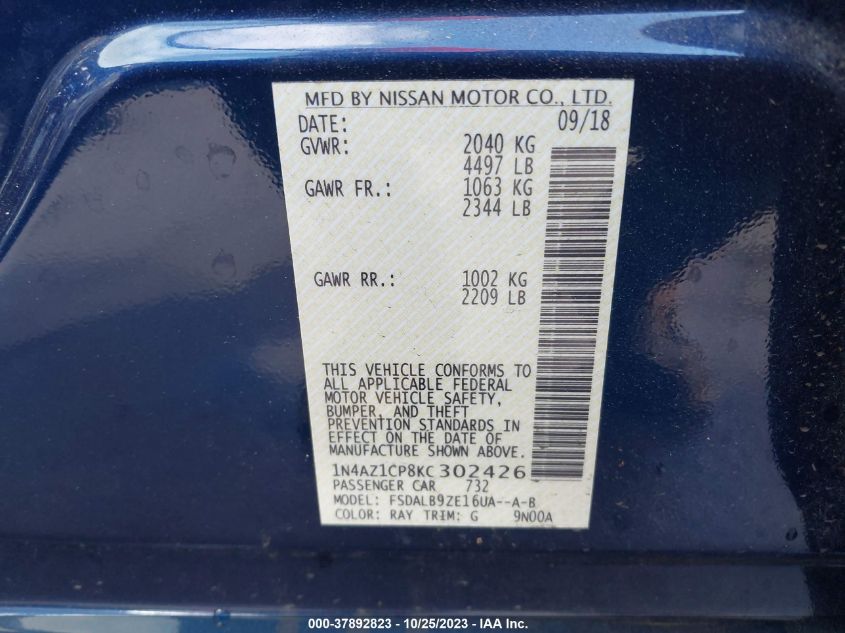 MFD BY NISSAN MOTOR CO., LTD.
DATE: 09/18
GVWR: 2040 KG
4497 LB
GAWR FR.: 1063 KG
2344 LB
GAWR RR.: 1002 KG
2209 LB
THIS VEHICLE CONFORMS TO
ALL APPLICABLE FEDERAL
MOTOR VEHICLE SAFETY,
BUMPER, AND THEFT
PREVENTION STANDARDS IN
EFFECT ON THE DATE OF
MANUFACTURE SHOWN ABOVE.
1N4AZ1CP8KC302426
PASSENGER CAR 732
MODEL: FSDALB9ZE16UA--A-B
COLOR: RAY TRIM: G 9N00A
000-37892823 / 10/25/2023 / IAA Inc.